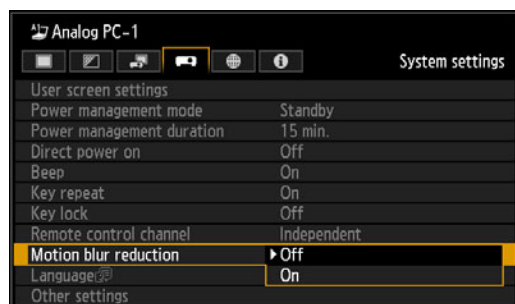 Analog PC-1
System settings
User screen settings
Power management mode Standby
Power management duration 15 min.
Direct power on Off
Beep On
Key repeat On
Key lock Off
Remote control channel Independent
Motion blur reduction Off
Language On
Other settings